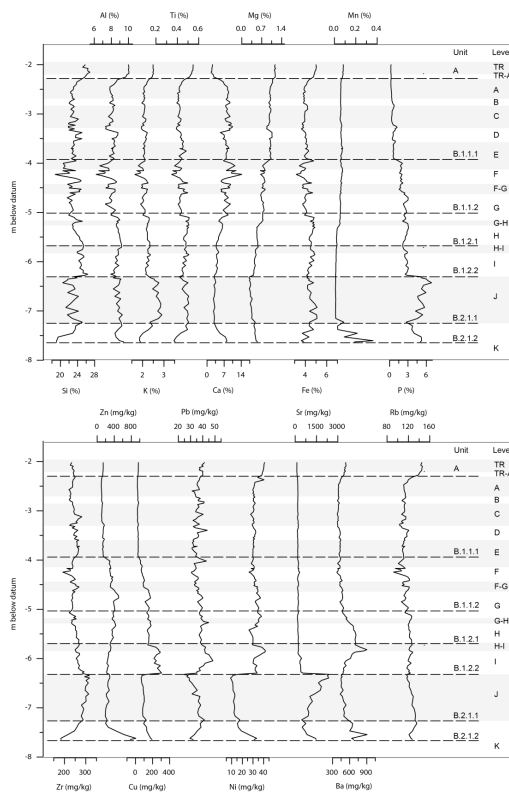 Al (%) Ti (%) Mg (%) Mn (%)
6 8 10 0.2 0.4 0.6 0.0 0.7 1.4 0.0 0.2 0.4
Unit Level
-2 A TR
TR-A
A
-3 B
C
D
-4 B.1.1.1 E
F
F-G
-5 B.1.1.2 G
G-H
B.1.2.1 H
H-I
-6 B.1.2.2 I
J
-7 B.2.1.1
B.2.1.2
-8 K
m below datum
20 24 28 1 2 3 0 7 14 4 6 0 3 6
Si (%) K (%) Ca (%) Fe (%) P (%)
Zn (mg/kg) Pb (mg/kg) Sr (mg/kg) Rb (mg/kg)
0 400 800 20 30 40 50 0 1500 3000 80 120 160
Unit Level
-2 A TR
TR-A
A
-3 B
C
D
-4 B.1.1.1 E
F
F-G
-5 B.1.1.2 G
G-H
B.1.2.1 H
H-I
-6 B.1.2.2 I
J
-7 B.2.1.1
B.2.1.2
-8 K
m below datum
200 300 0 200 400 10 20 30 40 300 600 900
Zr (mg/kg) Cu (mg/kg) Ni (mg/kg) Ba (mg/kg)